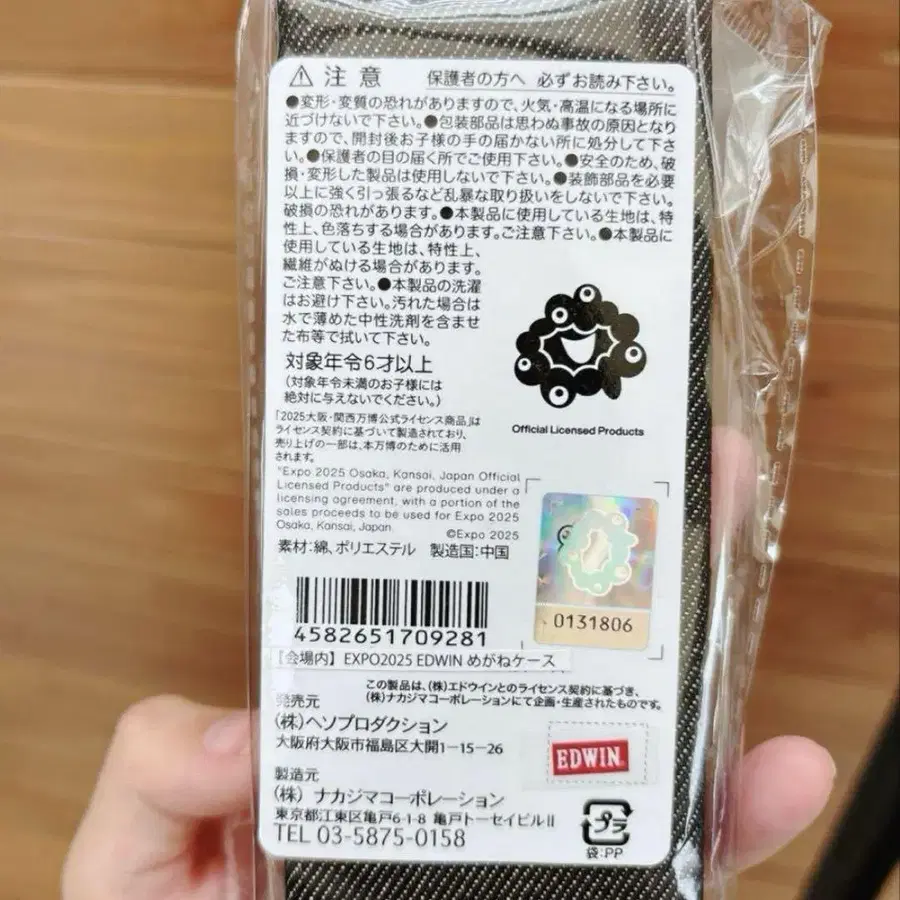 ⚠ 注意 保護者の方へ 必ずお読み下さい。
●変形・変質の恐れがありますので、火気・高温になる場所に
近づけないで下さい。●包装部品は思わぬ事故の原因となり
ますので、開封後お子様の手の届かない所に処分して下さ
い。●保護者の目の届く所でご使用下さい。●安全のため、破
損・変形した製品は使用しないで下さい。●装飾部品を必要
以上に強く引っ張るなど乱暴な取り扱いをしないで下さい。
破損の恐れがあります。●本製品に使用している生地は、特
性上、色落ちする場合があります。ご注意下さい。●本製品に
使用している生地は、特性上、
繊維がぬける場合があります。
ご注意下さい。●本製品の洗濯
はお避け下さい。汚れた場合は
水で薄めた中性洗剤を含ませ
た布等で拭いて下さい。
対象年令6才以上
(対象年令未満のお子様には
絶対に与えないでください。)
「2025大阪・関西万博公式ライセンス商品」は
ライセンス契約に基づいて製造されており、
売り上げの一部は、本万博のために活用
されます。
"Expo 2025 Osaka, Kansai, Japan Official
Licensed Products" are produced under a
licensing agreement, with a portion of the
sales proceeds to be used for Expo 2025
Osaka, Kansai, Japan.
©Expo 2025
Official Licensed Products
素材:綿、ポリエステル 製造国:中国
0131806
4582651709281
【会場内】EXPO2025 EDWIN めがねケース
この製品は、(株)エドウインとのライセンス契約に基づき、
(株)ナカジマコーポレーションにて企画・生産されたものです。
発売元
(株)ヘソプロダクション
大阪府大阪市福島区大開1-15-26
EDWIN
製造元
(株) ナカジマコーポレーション
東京都江東区亀戸6-1-8 亀戸トーセイビルⅡ
TEL 03-5875-0158
プラ
袋:PP